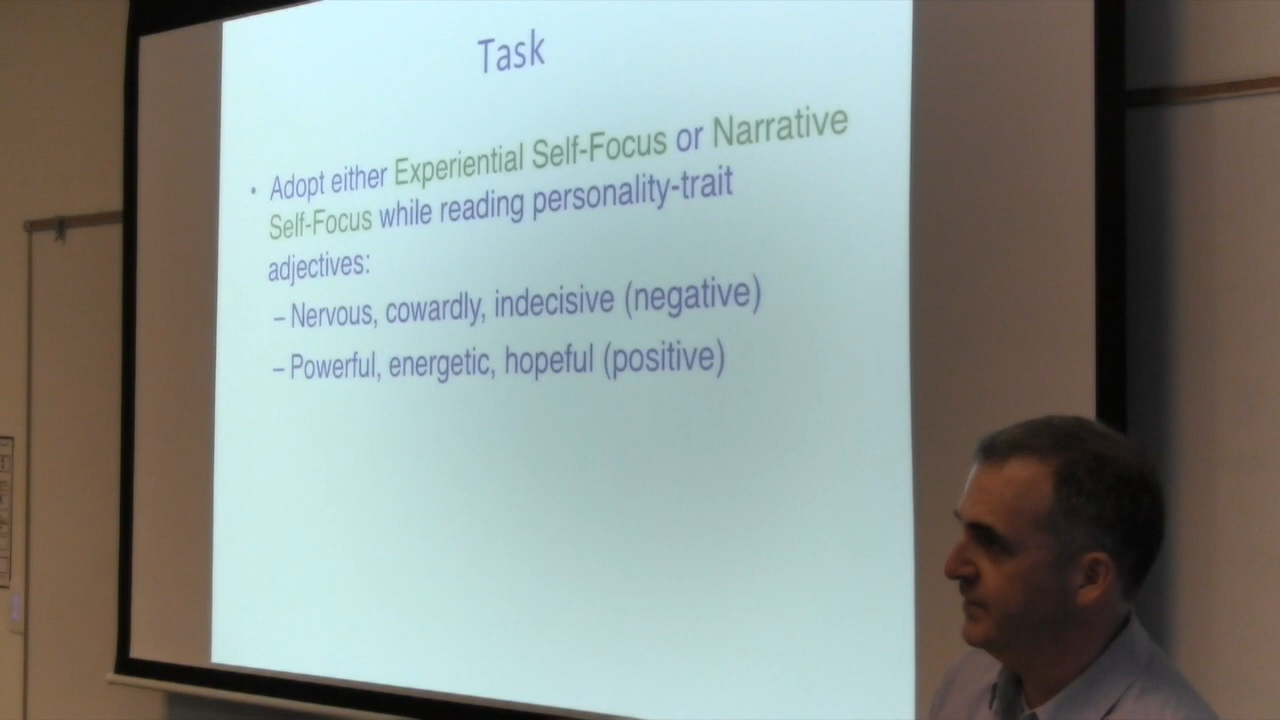 Task
• Adopt either Experiential Self-Focus or Narrative
Self-Focus while reading personality-trait
adjectives:
– Nervous, cowardly, indecisive (negative)
– Powerful, energetic, hopeful (positive)